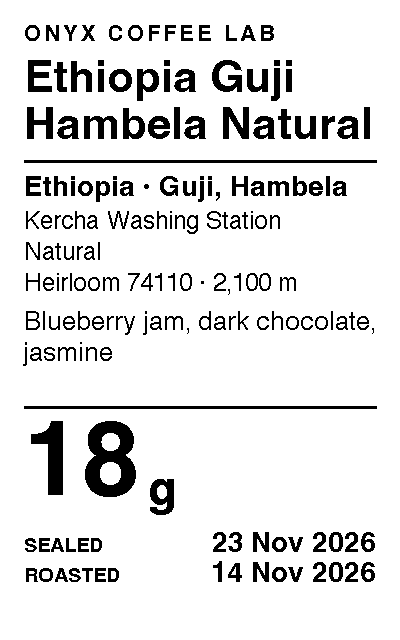 ONYX COFFEE LAB
Ethiopia Guji
Hambela Natural
Ethiopia · Guji, Hambela
Kercha Washing Station
Natural
Heirloom 74110 · 2,100 m
Blueberry jam, dark chocolate,
jasmine
18 g
SEALED 23 Nov 2026
ROASTED 14 Nov 2026